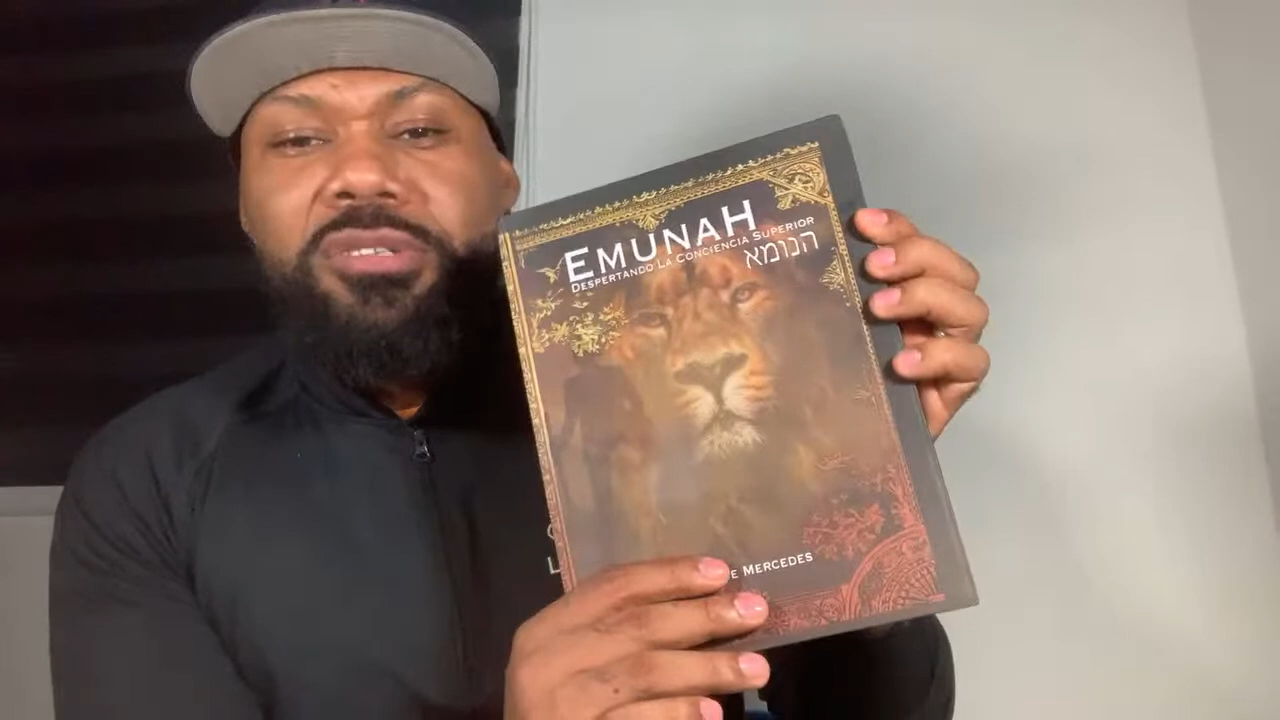 EMUNAH
DESPERTANDO LA CONCIENCIA SUPERIOR
הנומא
MERCEDES